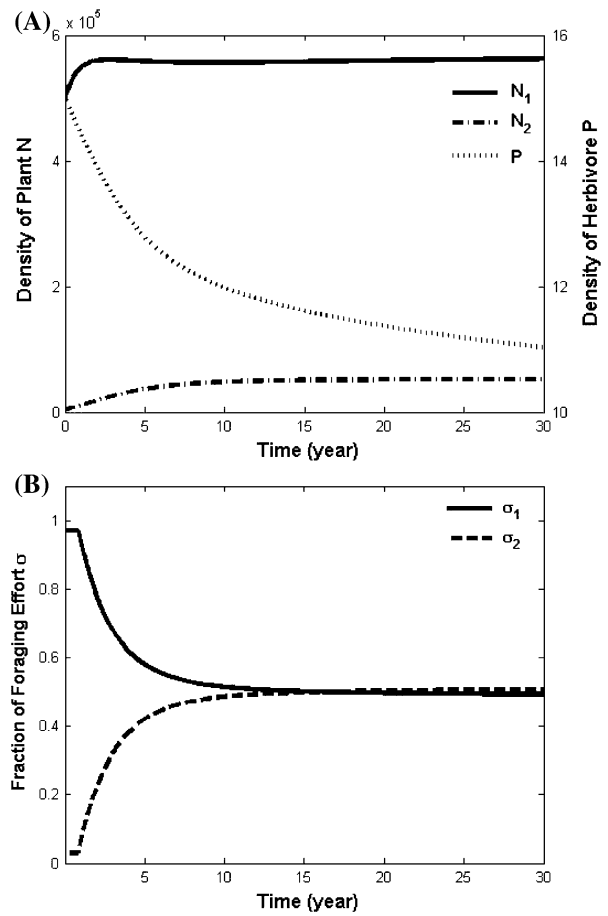 (A)
× 10⁵
6
4
2
0
Density of Plant N
16
14
12
10
Density of Herbivore P
N₁
N₂
P
0 5 10 15 20 25 30
Time (year)
(B)
1
0.8
0.6
0.4
0.2
0
Fraction of Foraging Effort σ
σ₁
σ₂
5 10 15 20 25 30
Time (year)